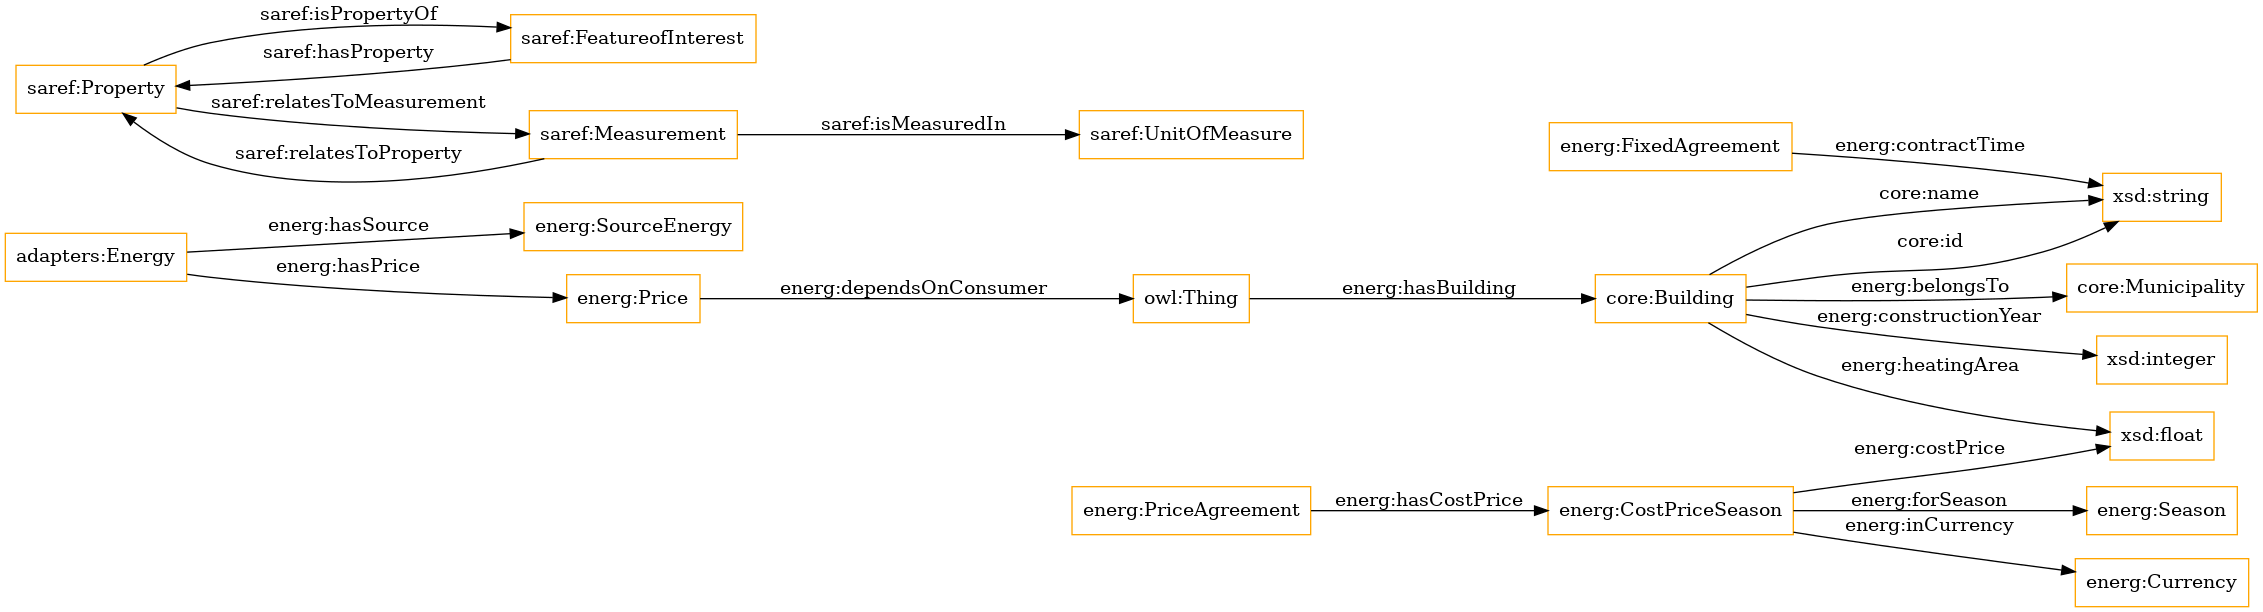 saref:isPropertyOf
saref:FeatureofInterest
saref:hasProperty
saref:Property
saref:relatesToMeasurement
saref:Measurement
saref:isMeasuredIn
saref:UnitOfMeasure
saref:relatesToProperty
energ:FixedAgreement
energ:contractTime
xsd:string
core:name
core:id
adapters:Energy
energ:hasSource
energ:SourceEnergy
energ:hasPrice
energ:Price
energ:dependsOnConsumer
owl:Thing
energ:hasBuilding
core:Building
energ:belongsTo
core:Municipality
energ:constructionYear
xsd:integer
energ:heatingArea
xsd:float
energ:costPrice
energ:PriceAgreement
energ:hasCostPrice
energ:CostPriceSeason
energ:forSeason
energ:Season
energ:inCurrency
energ:Currency